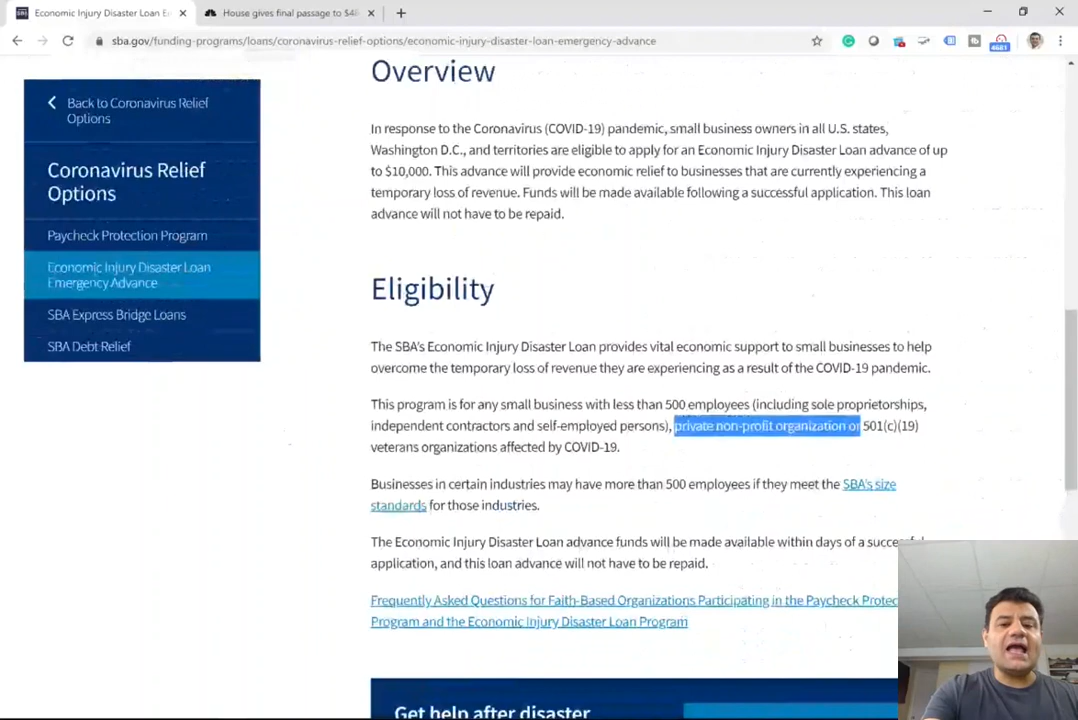 Economic Injury Disaster Loan E
House gives final passage to $48
sba.gov/funding-programs/loans/coronavirus-relief-options/economic-injury-disaster-loan-emergency-advance
4681
Back to Coronavirus Relief
Options
Coronavirus Relief
Options
Paycheck Protection Program
Economic Injury Disaster Loan
Emergency Advance
SBA Express Bridge Loans
SBA Debt Relief
Overview
In response to the Coronavirus (COVID-19) pandemic, small business owners in all U.S. states,
Washington D.C., and territories are eligible to apply for an Economic Injury Disaster Loan advance of up
to $10,000. This advance will provide economic relief to businesses that are currently experiencing a
temporary loss of revenue. Funds will be made available following a successful application. This loan
advance will not have to be repaid.
Eligibility
The SBA's Economic Injury Disaster Loan provides vital economic support to small businesses to help
overcome the temporary loss of revenue they are experiencing as a result of the COVID-19 pandemic.
This program is for any small business with less than 500 employees (including sole proprietorships,
independent contractors and self-employed persons), private non-profit organization or 501(c)(19)
veterans organizations affected by COVID-19.
Businesses in certain industries may have more than 500 employees if they meet the SBA's size
standards for those industries.
The Economic Injury Disaster Loan advance funds will be made available within days of a succe
application, and this loan advance will not have to be repaid.
Frequently Asked Questions for Faith-Based Organizations Participating in the Paycheck Protec
Program and the Economic Injury Disaster Loan Program
Get help after disaster